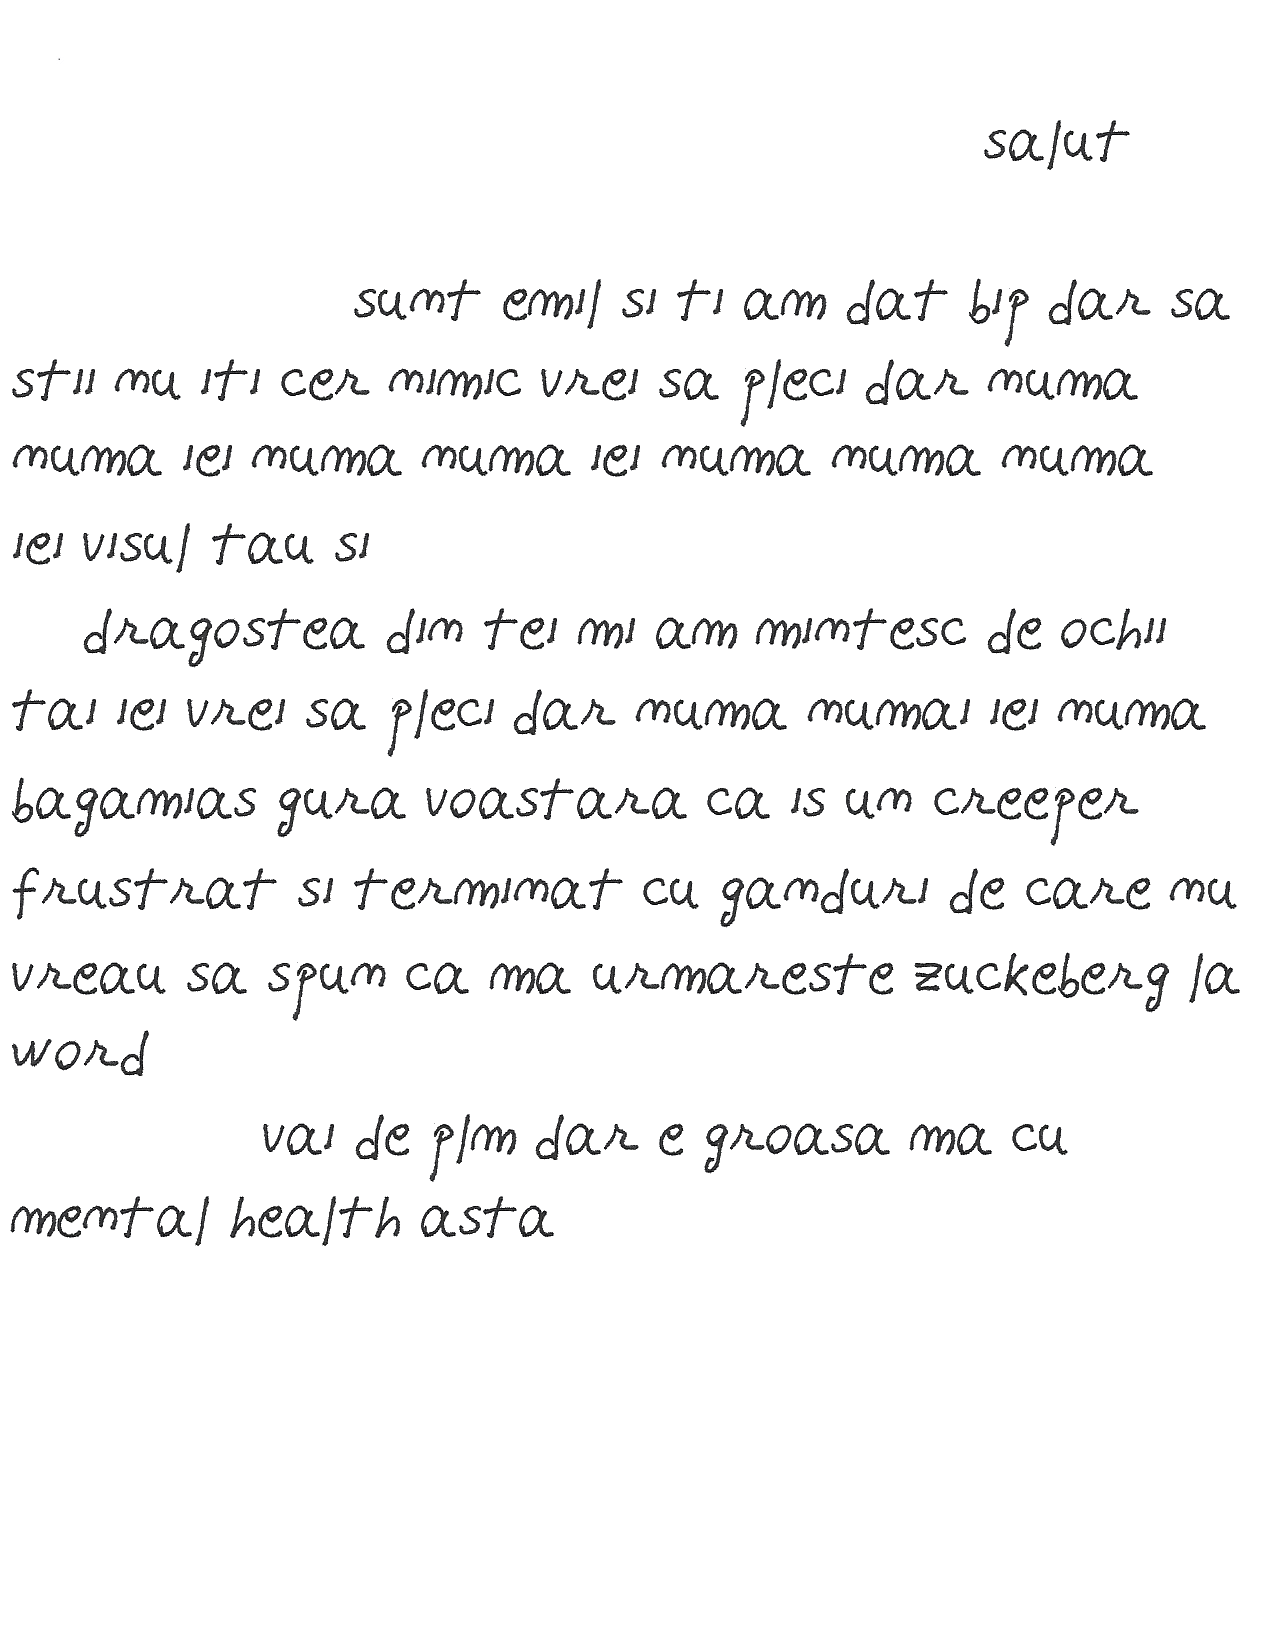 salut
sunt emil si ti am dat bip dar sa
stii nu iti cer nimic vrei sa pleci dar numa
numa iei numa numa iei numa numa numa
iei visul tau si
dragostea din tei mi am mintesc de ochii
tai iei vrei sa pleci dar numa numai iei numa
bagamias gura voastara ca is un creeper
frustrat si terminat cu ganduri de care nu
vreau sa spun ca ma urmareste zuckeberg la
word
vai de plm dar e groasa ma cu
mental health asta